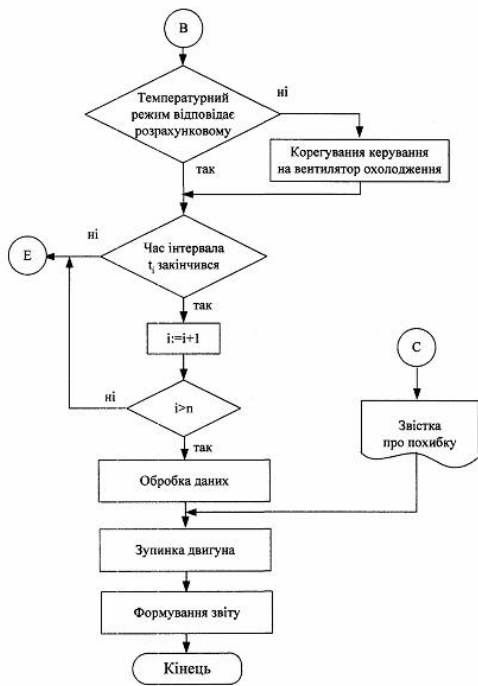 В
Температурний
режим відповідає
розрахунковому
ні
Корегування керування
на вентилятор охолодження
так
ні
Е
Час інтервала
ti закінчився
так
i:=i+1
С
ні
i>n
Звістка
про похибку
так
Обробка даних
Зупинка двигуна
Формування звіту
Кінець